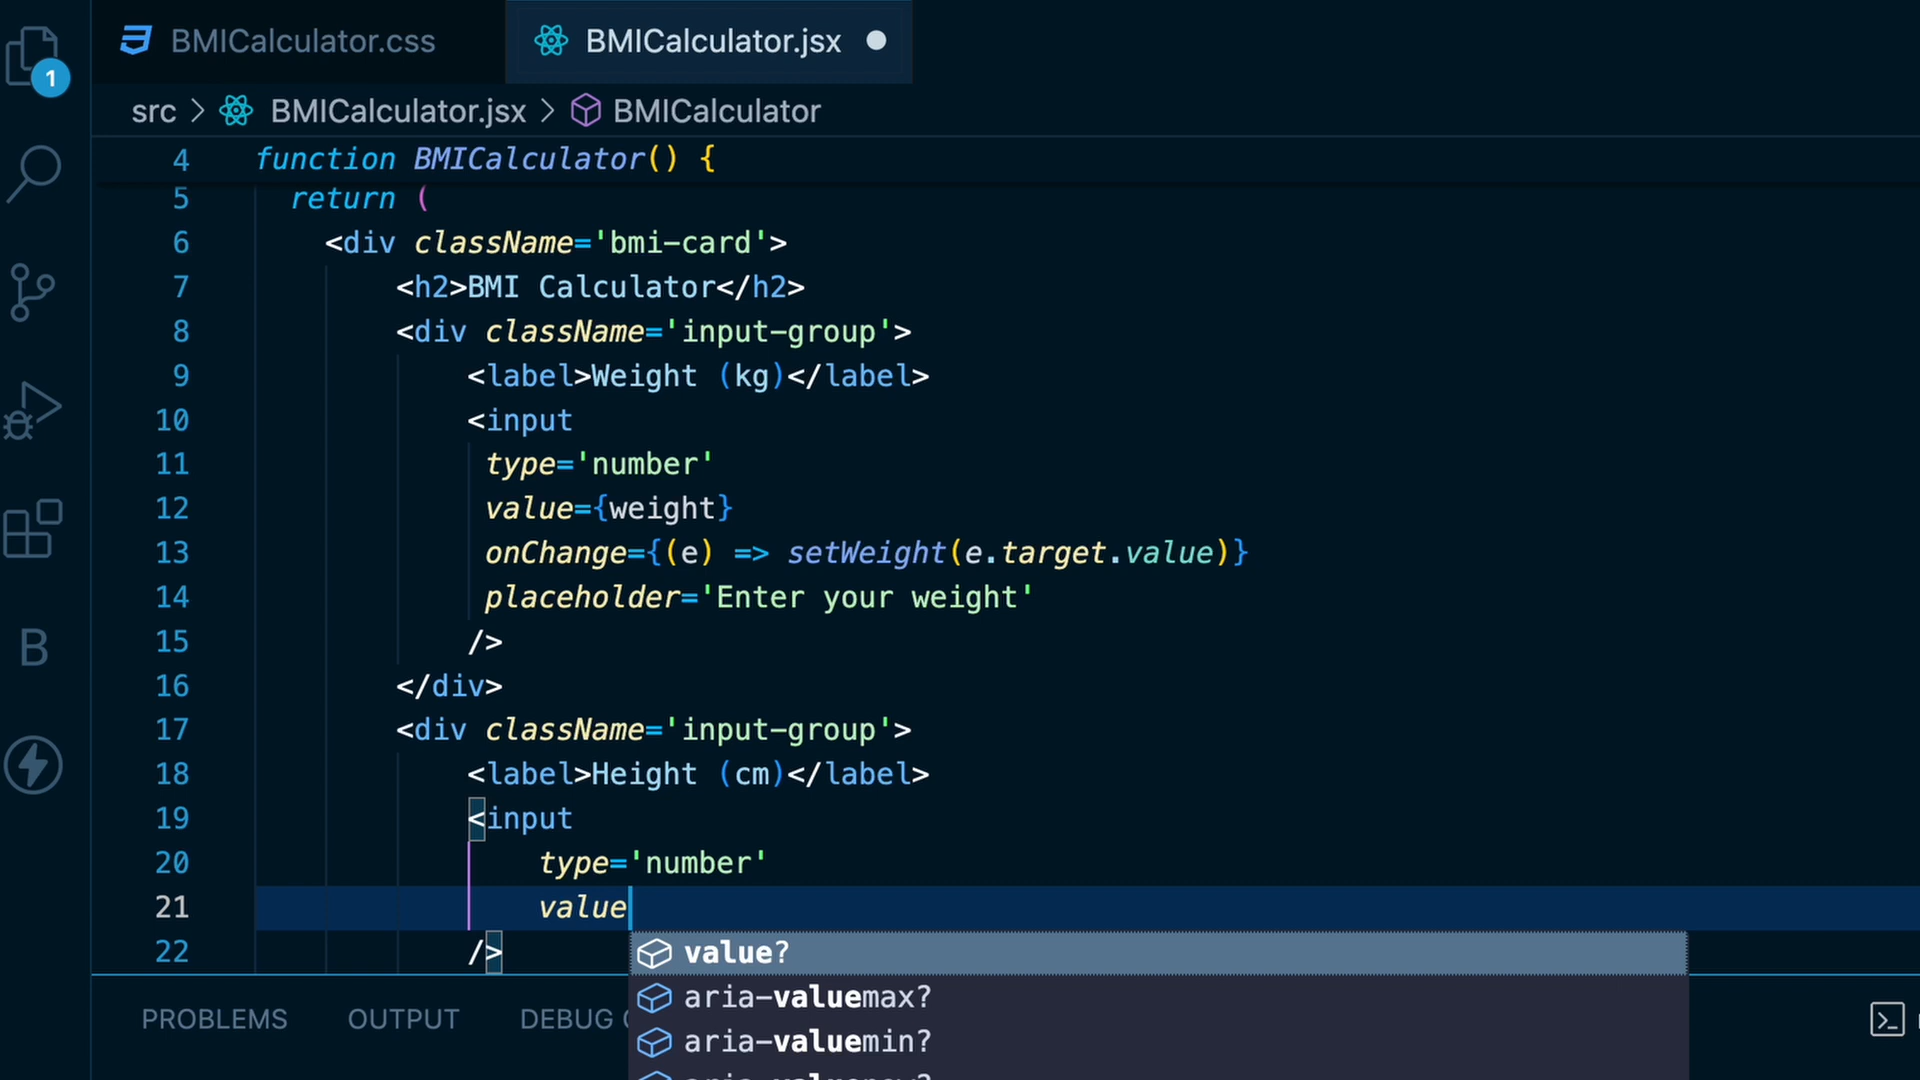 BMICalculator.css
BMICalculator.jsx
1
src > BMICalculator.jsx > BMICalculator
4 function BMICalculator() {
5 return (
6 <div className='bmi-card'>
7 <h2>BMI Calculator</h2>
8 <div className='input-group'>
9 <label>Weight (kg)</label>
10 <input
11 type='number'
12 value={weight}
13 onChange={(e) => setWeight(e.target.value)}
14 placeholder='Enter your weight'
15 />
16 </div>
17 <div className='input-group'>
18 <label>Height (cm)</label>
19 <input
20 type='number'
21 value
22 />
B
value?
aria-valuemax?
aria-valuemin?
PROBLEMS OUTPUT DEBUG